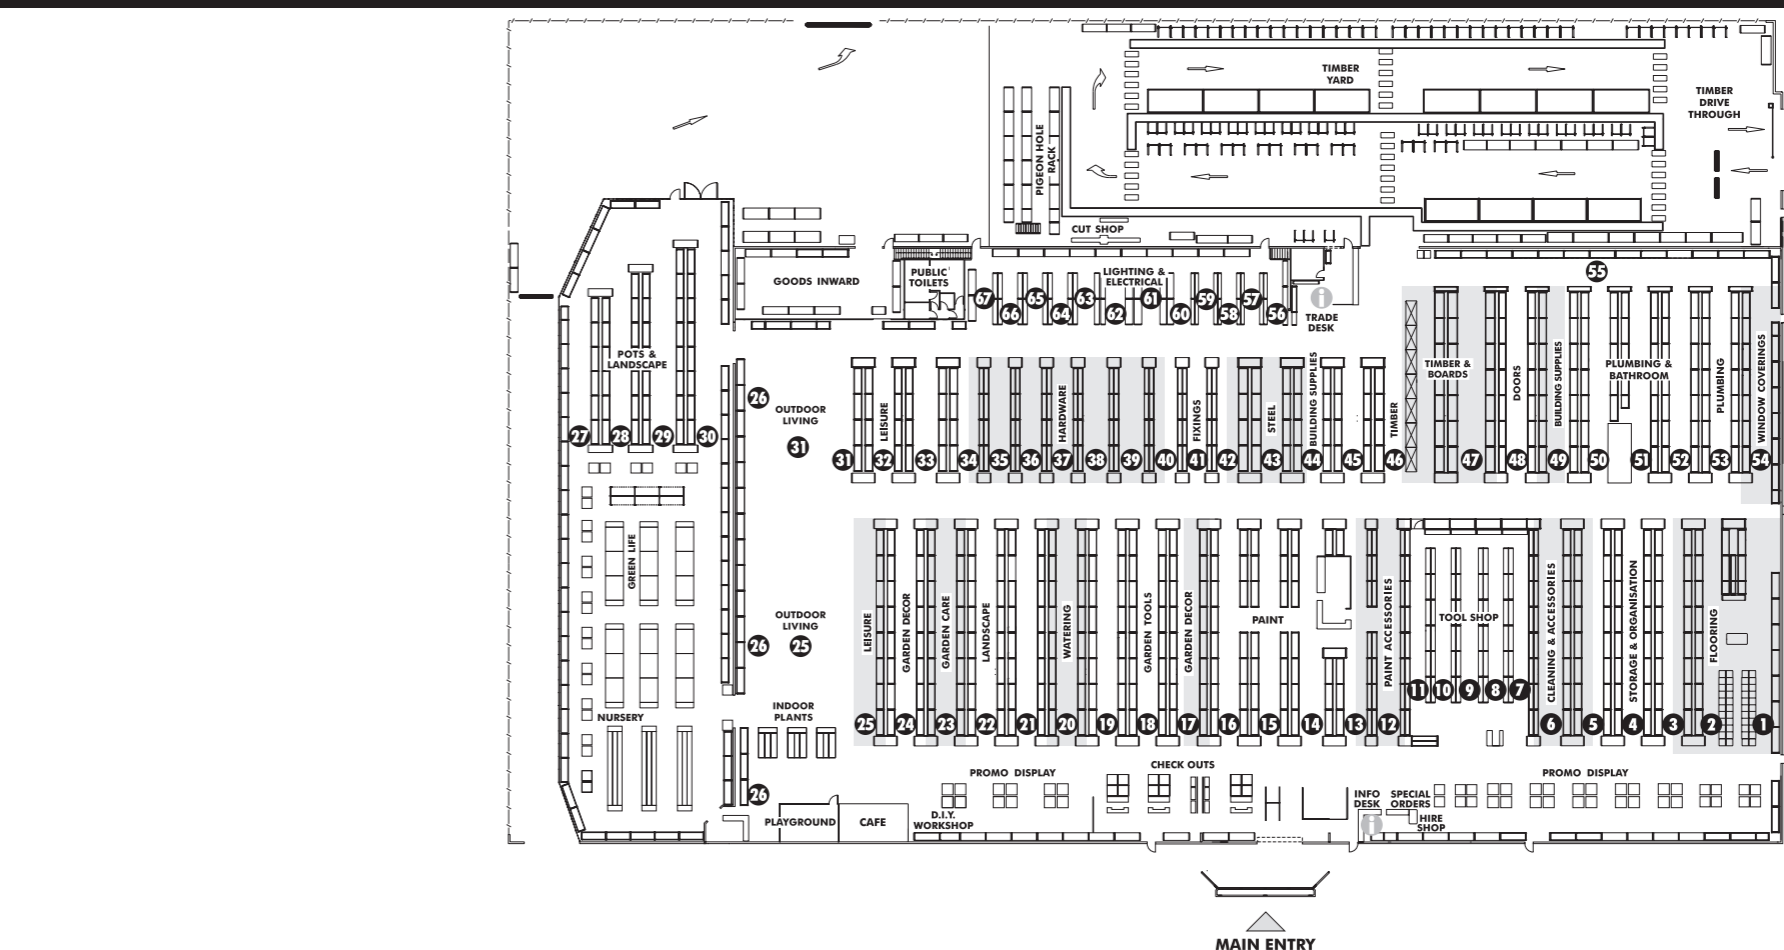 TIMBER
YARD
TIMBER
DRIVE
THROUGH
PIGEON HOLE
RACK
CUT SHOP
GOODS INWARD
PUBLIC
TOILETS
LIGHTING &
ELECTRICAL
67
66
65
64
63
62
61
60
59
58
57
56
i
TRADE
DESK
55
POTS &
LANDSCAPE
27
28
29
30
26
OUTDOOR
LIVING
31
LEISURE
HARDWARE
FIXINGS
STEEL
BUILDING SUPPLIES
TIMBER
TIMBER &
BOARDS
DOORS
BUILDING SUPPLIES
PLUMBING &
BATHROOM
PLUMBING
WINDOW COVERINGS
31
32
33
34
35
36
37
38
39
40
41
42
43
44
45
46
47
48
49
50
51
52
53
54
GREEN LIFE
NURSERY
OUTDOOR
LIVING
26
25
INDOOR
PLANTS
26
LEISURE
GARDEN DECOR
GARDEN CARE
LANDSCAPE
WATERING
GARDEN TOOLS
GARDEN DECOR
PAINT
PAINT ACCESSORIES
TOOL SHOP
CLEANING & ACCESSORIES
STORAGE & ORGANISATION
FLOORING
11
10
9
8
7
25
24
23
22
21
20
19
18
17
16
15
14
13
12
6
5
4
3
2
1
PROMO DISPLAY
CHECK OUTS
PROMO DISPLAY
PLAYGROUND
CAFE
D.I.Y.
WORKSHOP
INFO
DESK
i
SPECIAL
ORDERS
HIRE
SHOP
MAIN ENTRY